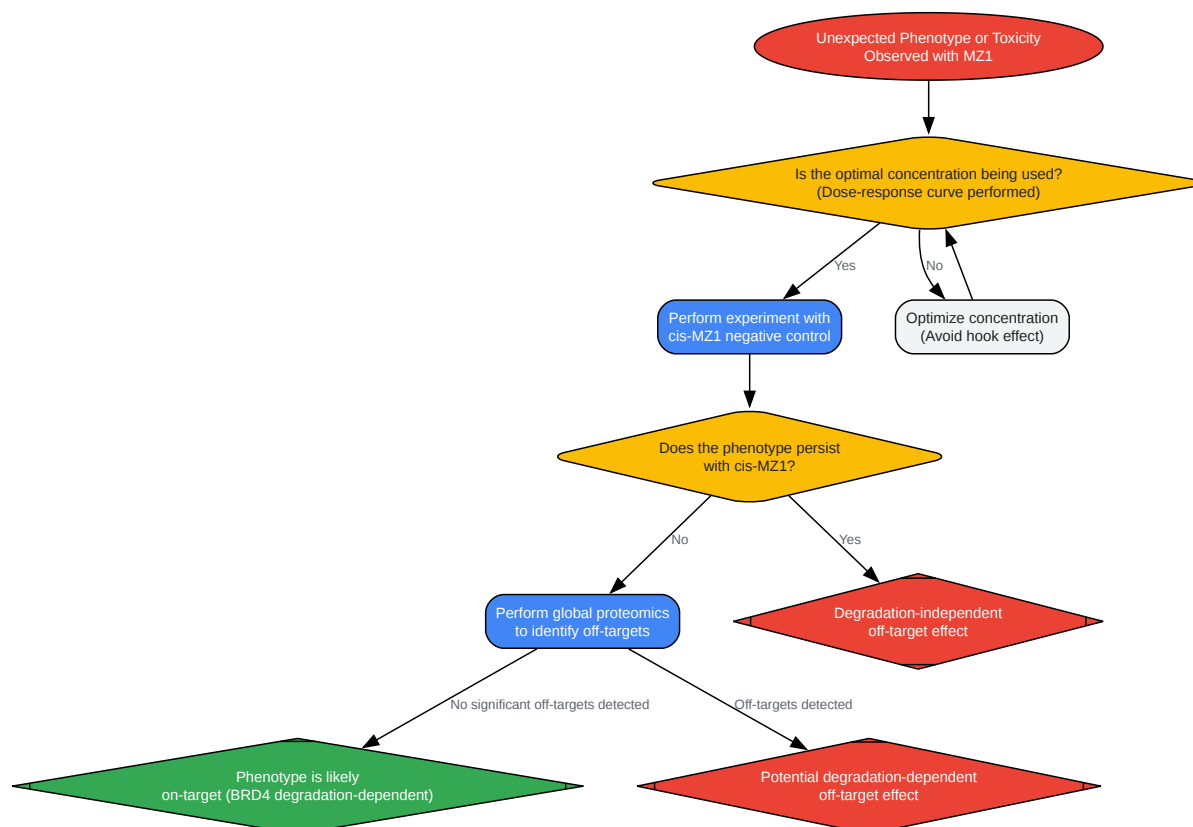 Unexpected Phenotype or Toxicity
Observed with MZ1
Is the optimal concentration being used?
(Dose-response curve performed)
Yes
No
Perform experiment with
cis-MZ1 negative control
Optimize concentration
(Avoid hook effect)
Does the phenotype persist
with cis-MZ1?
No
Yes
Perform global proteomics
to identify off-targets
Degradation-independent
off-target effect
No significant off-targets detected
Off-targets detected
Phenotype is likely
on-target (BRD4 degradation-dependent)
Potential degradation-dependent
off-target effect